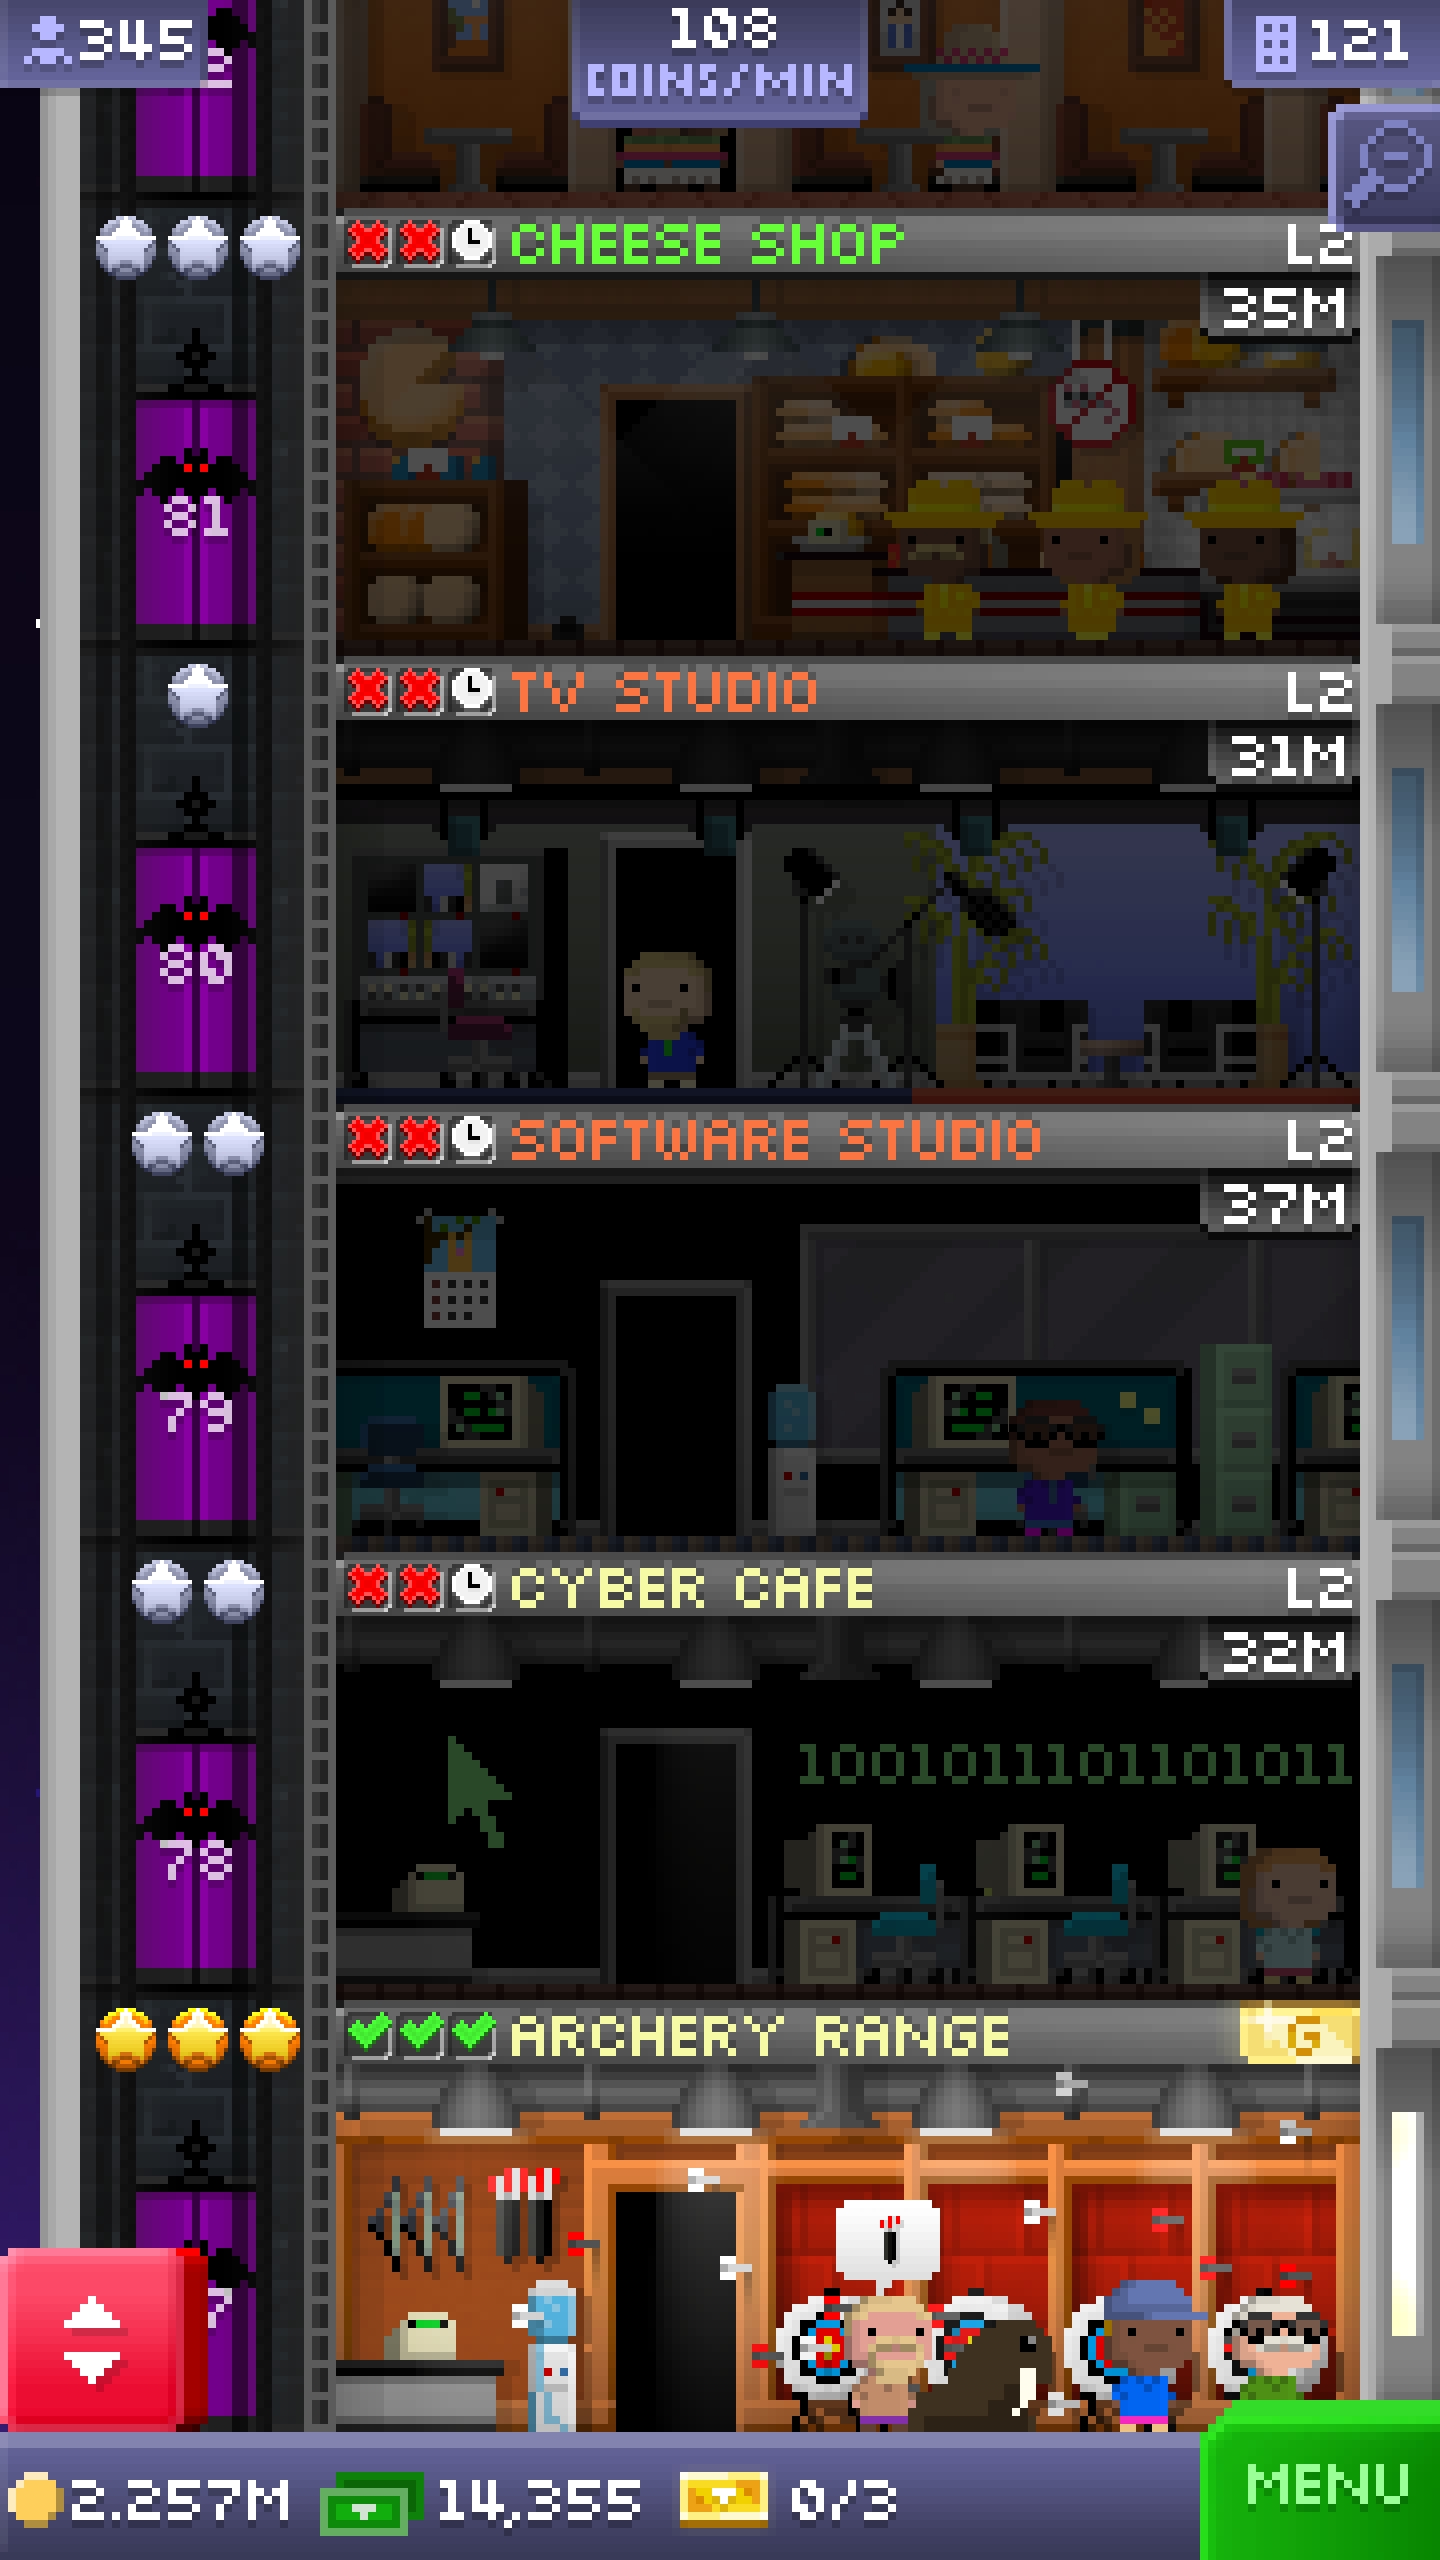 345
108
COINS/MIN
121
CHEESE SHOP
L2
35M
81
TV STUDIO
L2
31M
80
SOFTWARE STUDIO
L2
37M
79
CYBER CAFE
L2
32M
1001011101101011
78
ARCHERY RANGE
G
2.257M
14,355
0/3
MENU